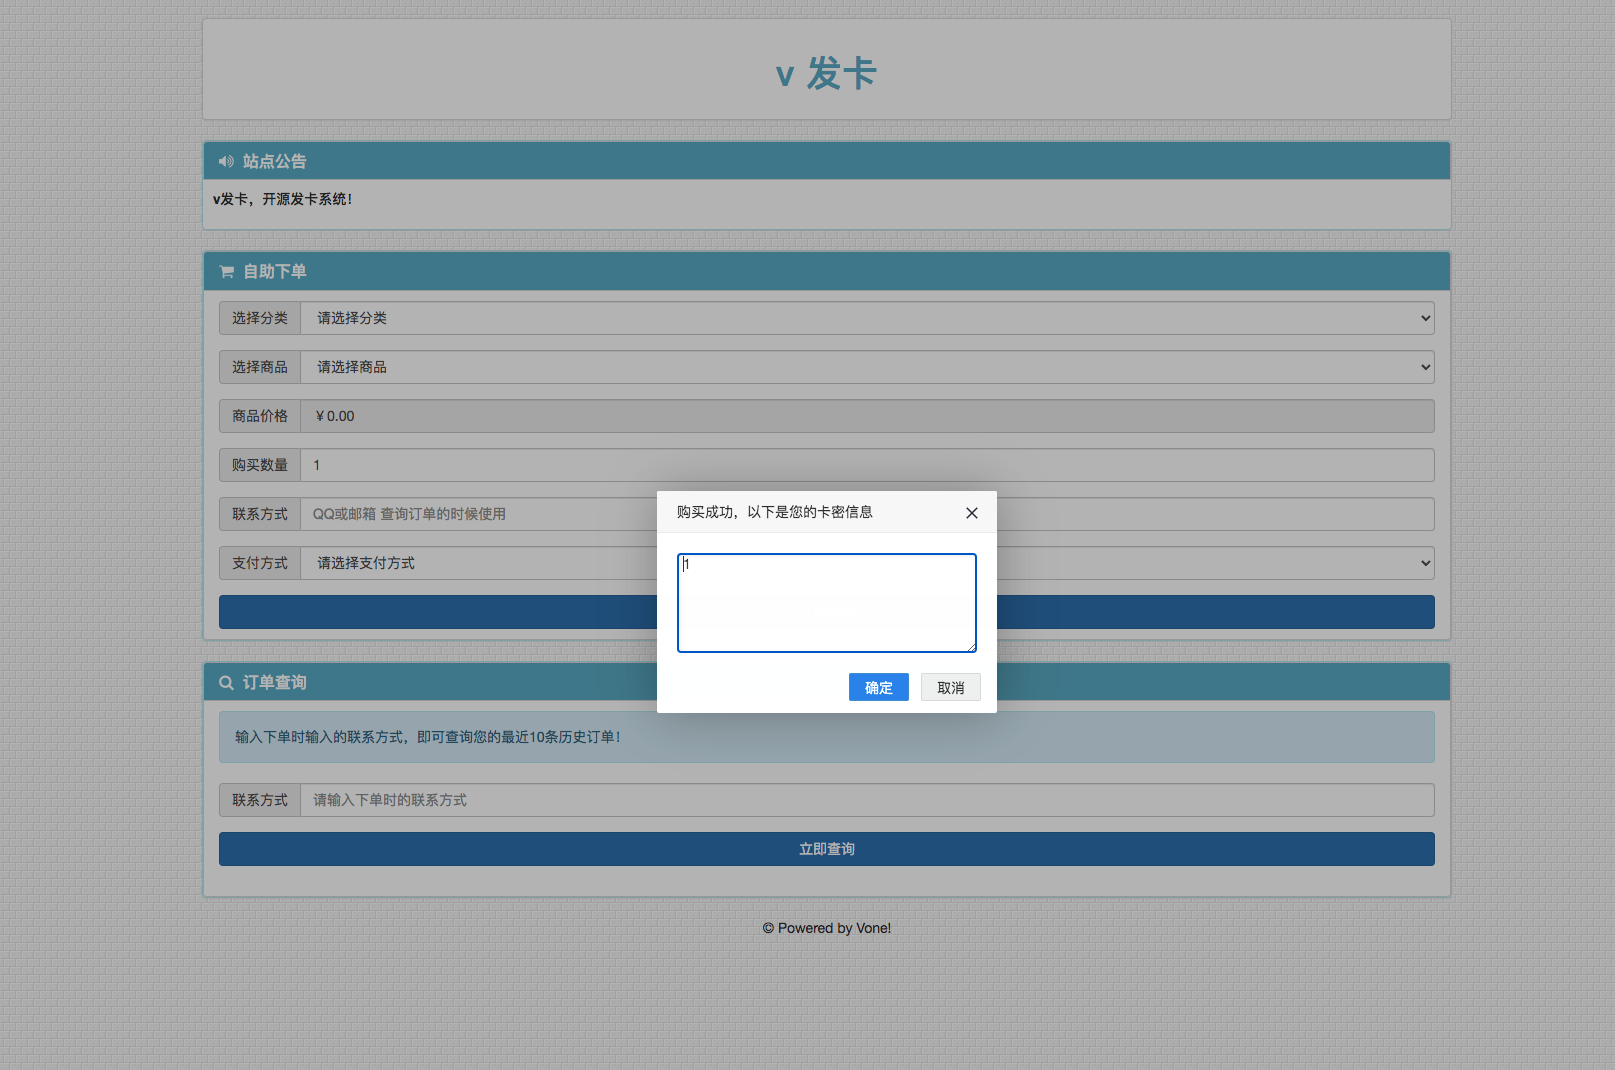 v 发卡
站点公告
v发卡，开源发卡系统！
自助下单
选择分类 请选择分类
选择商品 请选择商品
商品价格 ￥0.00
购买数量 1
联系方式 QQ或邮箱 查询订单的时候使用
支付方式 请选择支付方式
购买成功，以下是您的卡密信息
1
确定 取消
订单查询
输入下单时输入的联系方式，即可查询您的最近10条历史订单！
联系方式 请输入下单时的联系方式
立即查询
© Powered by Vone!